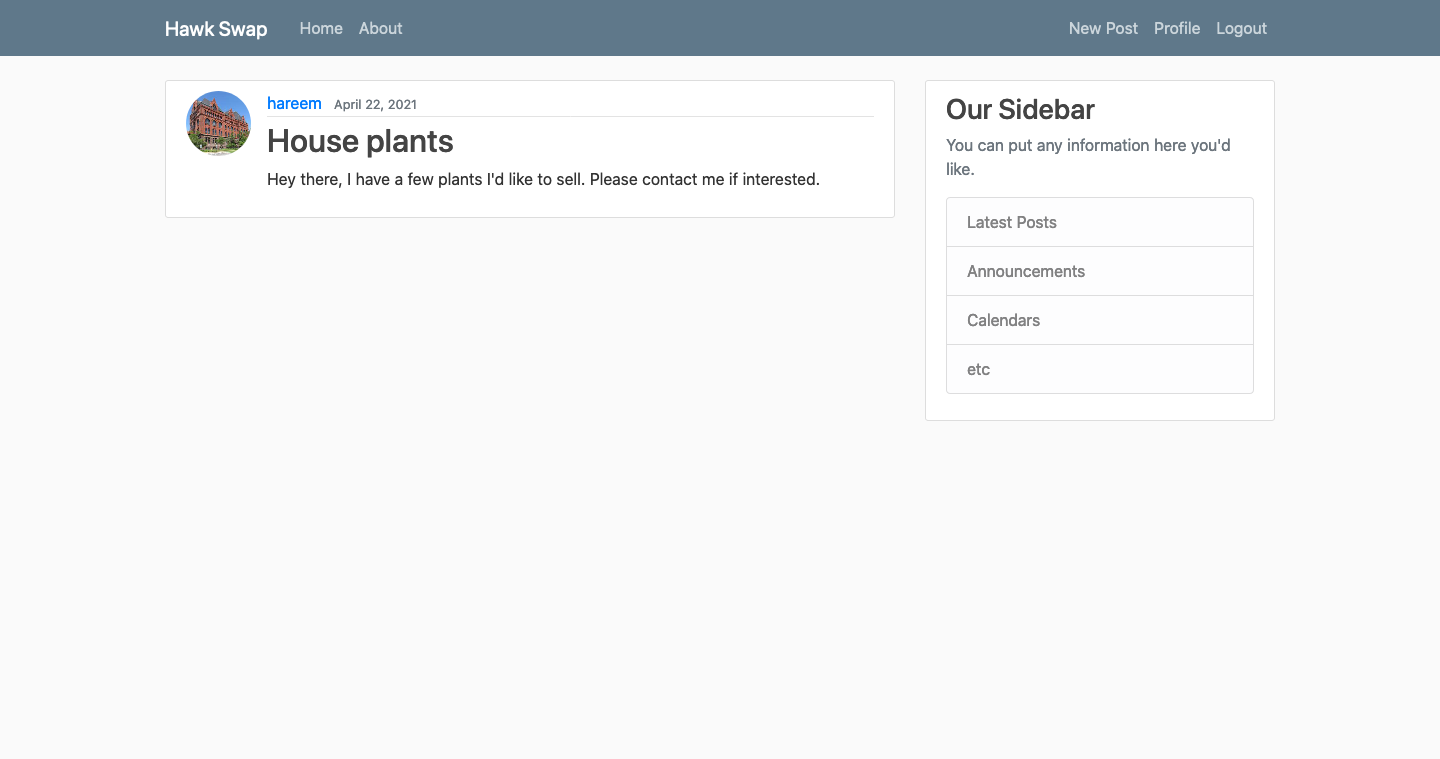 Hawk Swap Home About New Post Profile Logout
hareem April 22, 2021
House plants
Hey there, I have a few plants I'd like to sell. Please contact me if interested.
Our Sidebar
You can put any information here you'd
like.
Latest Posts
Announcements
Calendars
etc